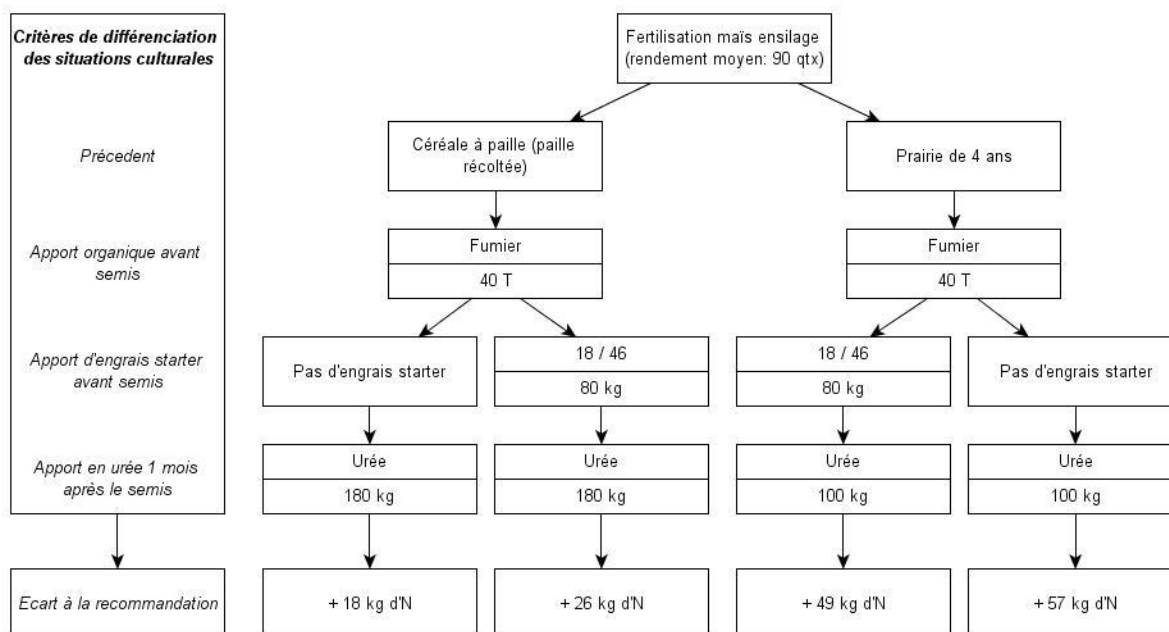 Critères de différenciation
des situations culturales
Fertilisation maïs ensilage
(rendement moyen: 90 qtx)
Précedent
Céréale à paille (paille
récoltée)
Prairie de 4 ans
Apport organique avant
semis
Fumier
40 T
Fumier
40 T
Apport d'engrais starter
avant semis
Pas d'engrais starter
18 / 46
80 kg
18 / 46
80 kg
Pas d'engrais starter
Apport en urée 1 mois
après le semis
Urée
180 kg
Urée
180 kg
Urée
100 kg
Urée
100 kg
Ecart à la recommandation
+ 18 kg d'N
+ 26 kg d'N
+ 49 kg d'N
+ 57 kg d'N